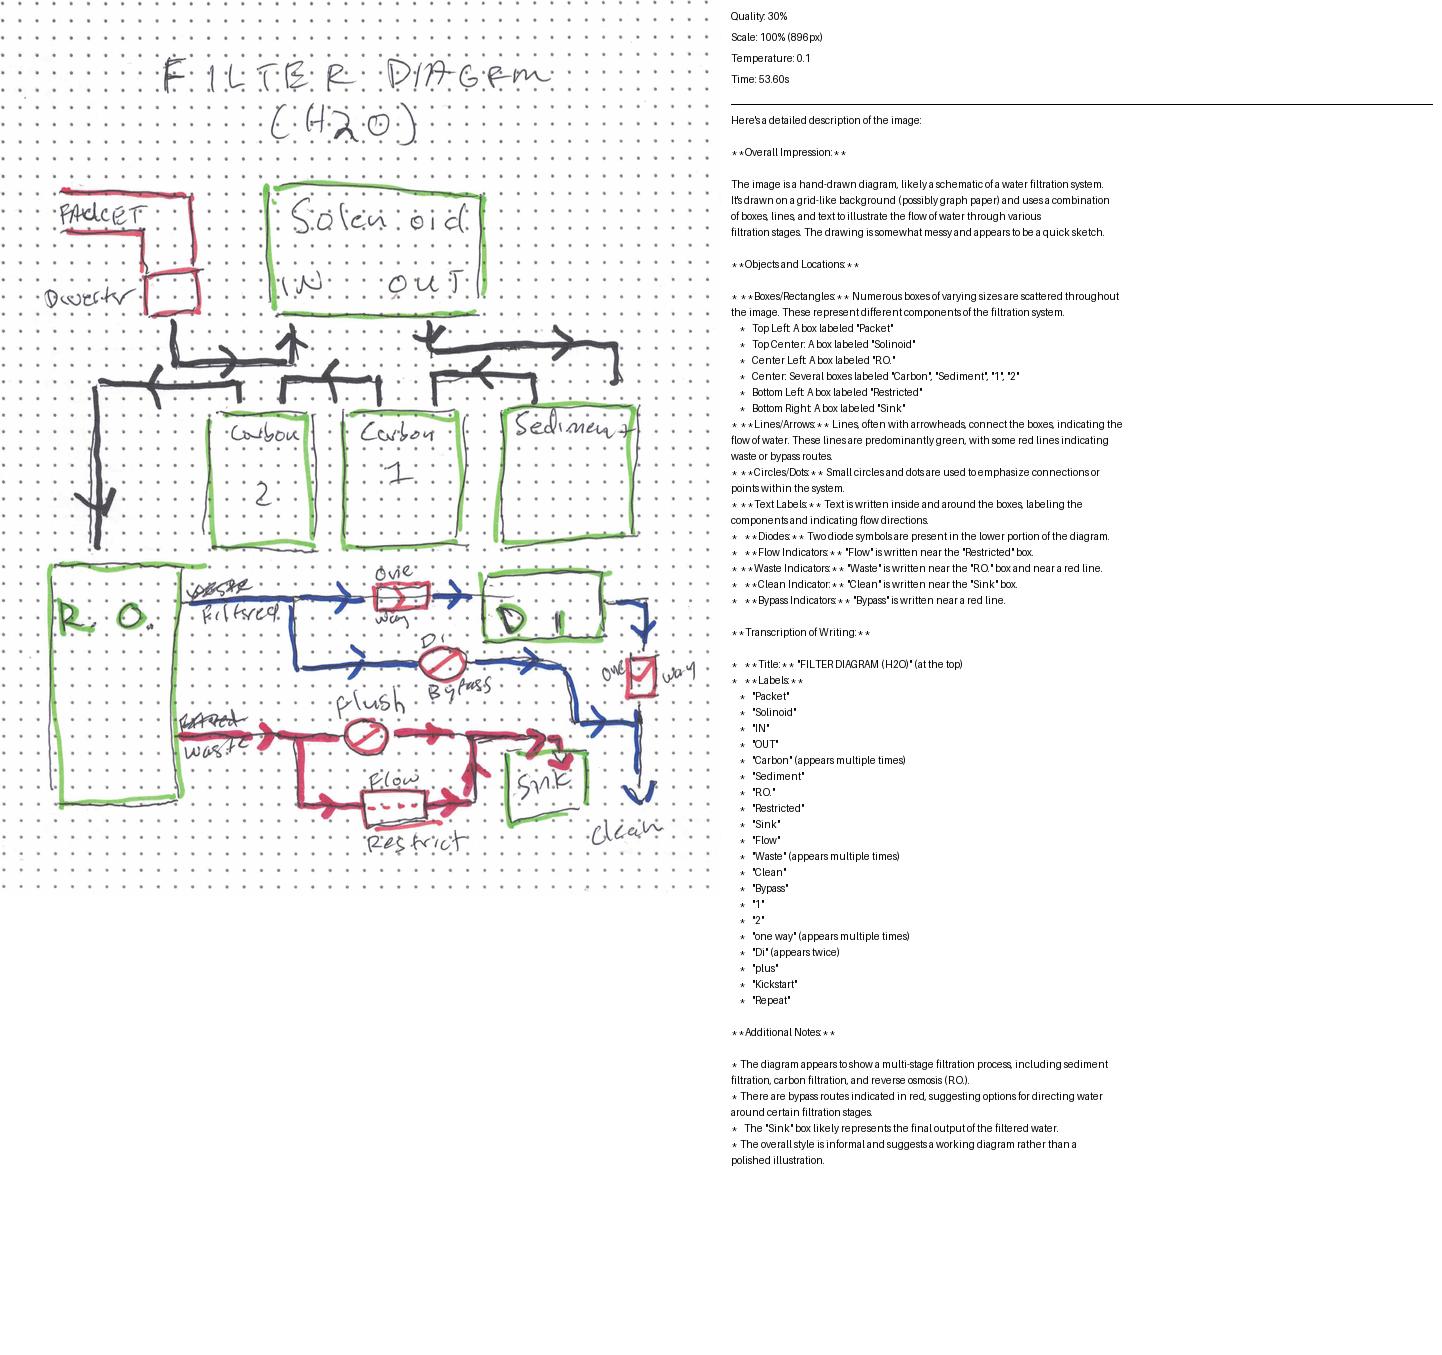 FILTER DIAGRM
(H2O)
FAUCET
Diverter
Solenoid
IN OUT
Carbon
2
Carbon
1
Sediment
R. O.
waste
filtered
one
way
D I
Di
Bypass
one way
filtered
waste
flush
Flow
Restrict
Sink
Clean
Quality: 30%
Scale: 100% (896px)
Temperature: 0.1
Time: 53.60s
Here's a detailed description of the image:
**Overall Impression:**
The image is a hand-drawn diagram, likely a schematic of a water filtration system.
It's drawn on a grid-like background (possibly graph paper) and uses a combination
of boxes, lines, and text to illustrate the flow of water through various
filtration stages. The drawing is somewhat messy and appears to be a quick sketch.
**Objects and Locations:**
* **Boxes/Rectangles:** Numerous boxes of varying sizes are scattered throughout
the image. These represent different components of the filtration system.
* Top Left: A box labeled "Packet"
* Top Center: A box labeled "Solinoid"
* Center Left: A box labeled "R.O."
* Center: Several boxes labeled "Carbon", "Sediment", "1", "2"
* Bottom Left: A box labeled "Restricted"
* Bottom Right: A box labeled "Sink"
* **Lines/Arrows:** Lines, often with arrowheads, connect the boxes, indicating the
flow of water. These lines are predominantly green, with some red lines indicating
waste or bypass routes.
* **Circles/Dots:** Small circles and dots are used to emphasize connections or
points within the system.
* **Text Labels:** Text is written inside and around the boxes, labeling the
components and indicating flow directions.
* **Diodes:** Two diode symbols are present in the lower portion of the diagram.
* **Flow Indicators:** "Flow" is written near the "Restricted" box.
* **Waste Indicators:** "Waste" is written near the "R.O." box and near a red line.
* **Clean Indicator:** "Clean" is written near the "Sink" box.
* **Bypass Indicators:** "Bypass" is written near a red line.
**Transcription of Writing:**
* **Title:** "FILTER DIAGRAM (H2O)" (at the top)
* **Labels:**
* "Packet"
* "Solinoid"
* "IN"
* "OUT"
* "Carbon" (appears multiple times)
* "Sediment"
* "R.O."
* "Restricted"
* "Sink"
* "Flow"
* "Waste" (appears multiple times)
* "Clean"
* "Bypass"
* "1"
* "2"
* "one way" (appears multiple times)
* "Di" (appears twice)
* "plus"
* "Kickstart"
* "Repeat"
**Additional Notes:**
* The diagram appears to show a multi-stage filtration process, including sediment
filtration, carbon filtration, and reverse osmosis (R.O.).
* There are bypass routes indicated in red, suggesting options for directing water
around certain filtration stages.
* The "Sink" box likely represents the final output of the filtered water.
* The overall style is informal and suggests a working diagram rather than a
polished illustration.